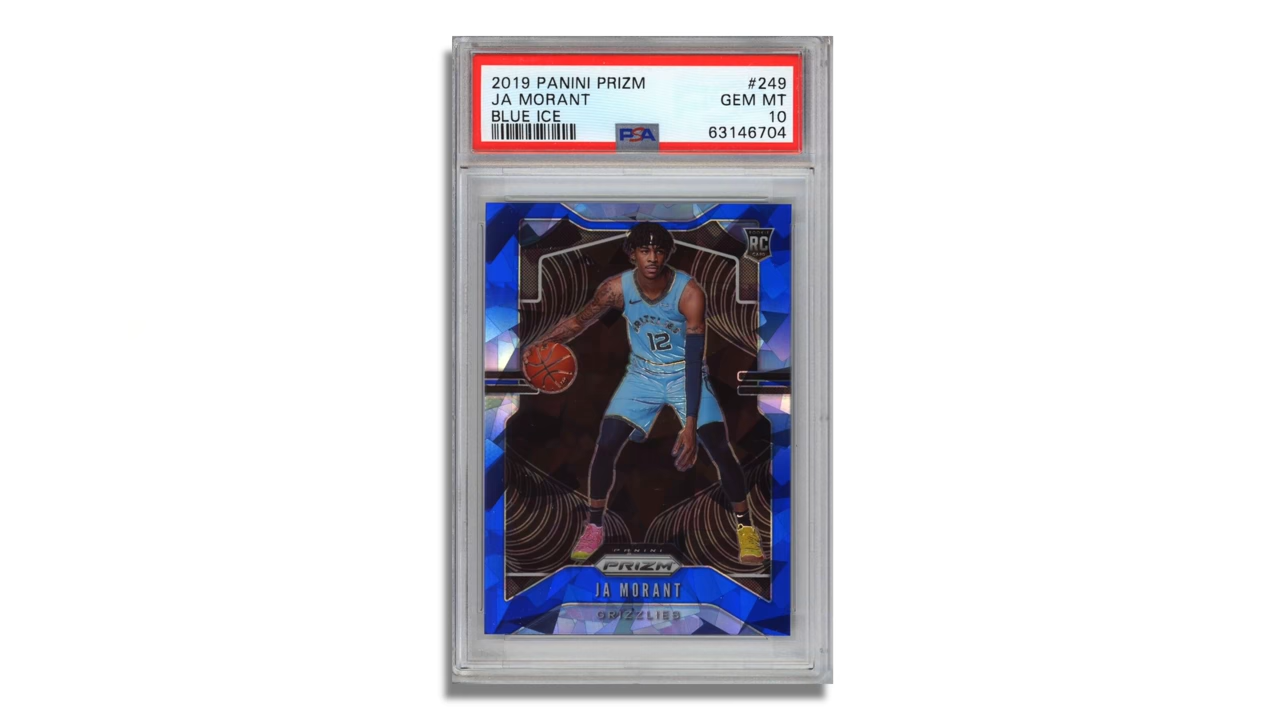 2019 PANINI PRIZM #249
JA MORANT GEM MT
BLUE ICE 10
PSA 63146704
ROOKIE
RC
CARD
GRIZZLIES
12
PANINI
PRIZM
JA MORANT
GRIZZLIES